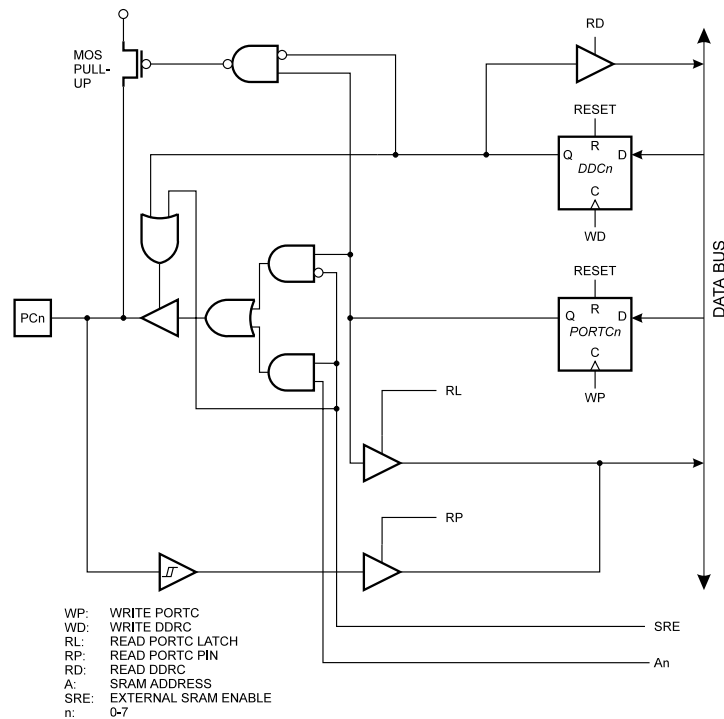 MOS
PULL-
UP
RD
RESET
R
Q
D
DDCn
C
WD
RESET
R
Q
D
PORTCn
C
WP
PCn
DATA BUS
RL
RP
SRE
An
WP: WRITE PORTC
WD: WRITE DDRC
RL: READ PORTC LATCH
RP: READ PORTC PIN
RD: READ DDRC
A: SRAM ADDRESS
SRE: EXTERNAL SRAM ENABLE
n: 0-7